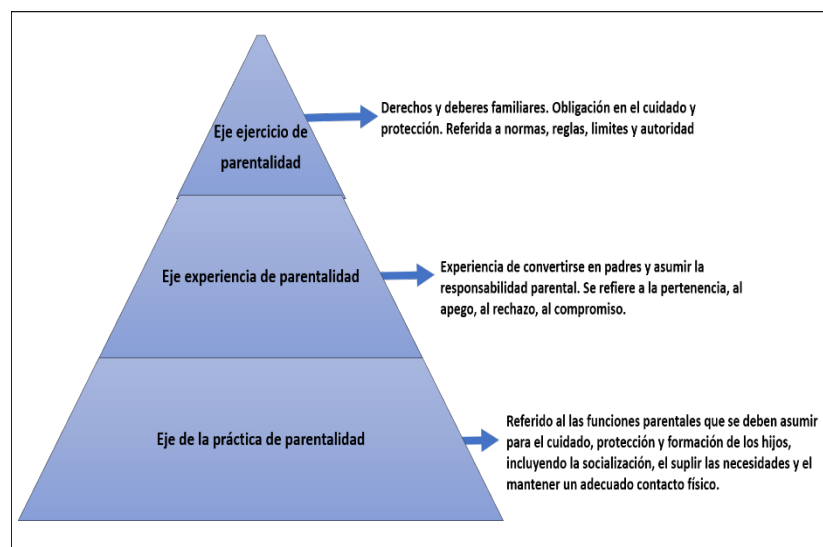 Eje ejercicio de
parentalidad
Derechos y deberes familiares. Obligación en el cuidado y
protección. Referida a normas, reglas, limites y autoridad
Eje experiencia de parentalidad
Experiencia de convertirse en padres y asumir la
responsabilidad parental. Se refiere a la pertenencia, al
apego, al rechazo, al compromiso.
Eje de la práctica de parentalidad
Referido al las funciones parentales que se deben asumir
para el cuidado, protección y formación de los hijos,
incluyendo la socialización, el suplir las necesidades y el
mantener un adecuado contacto físico.